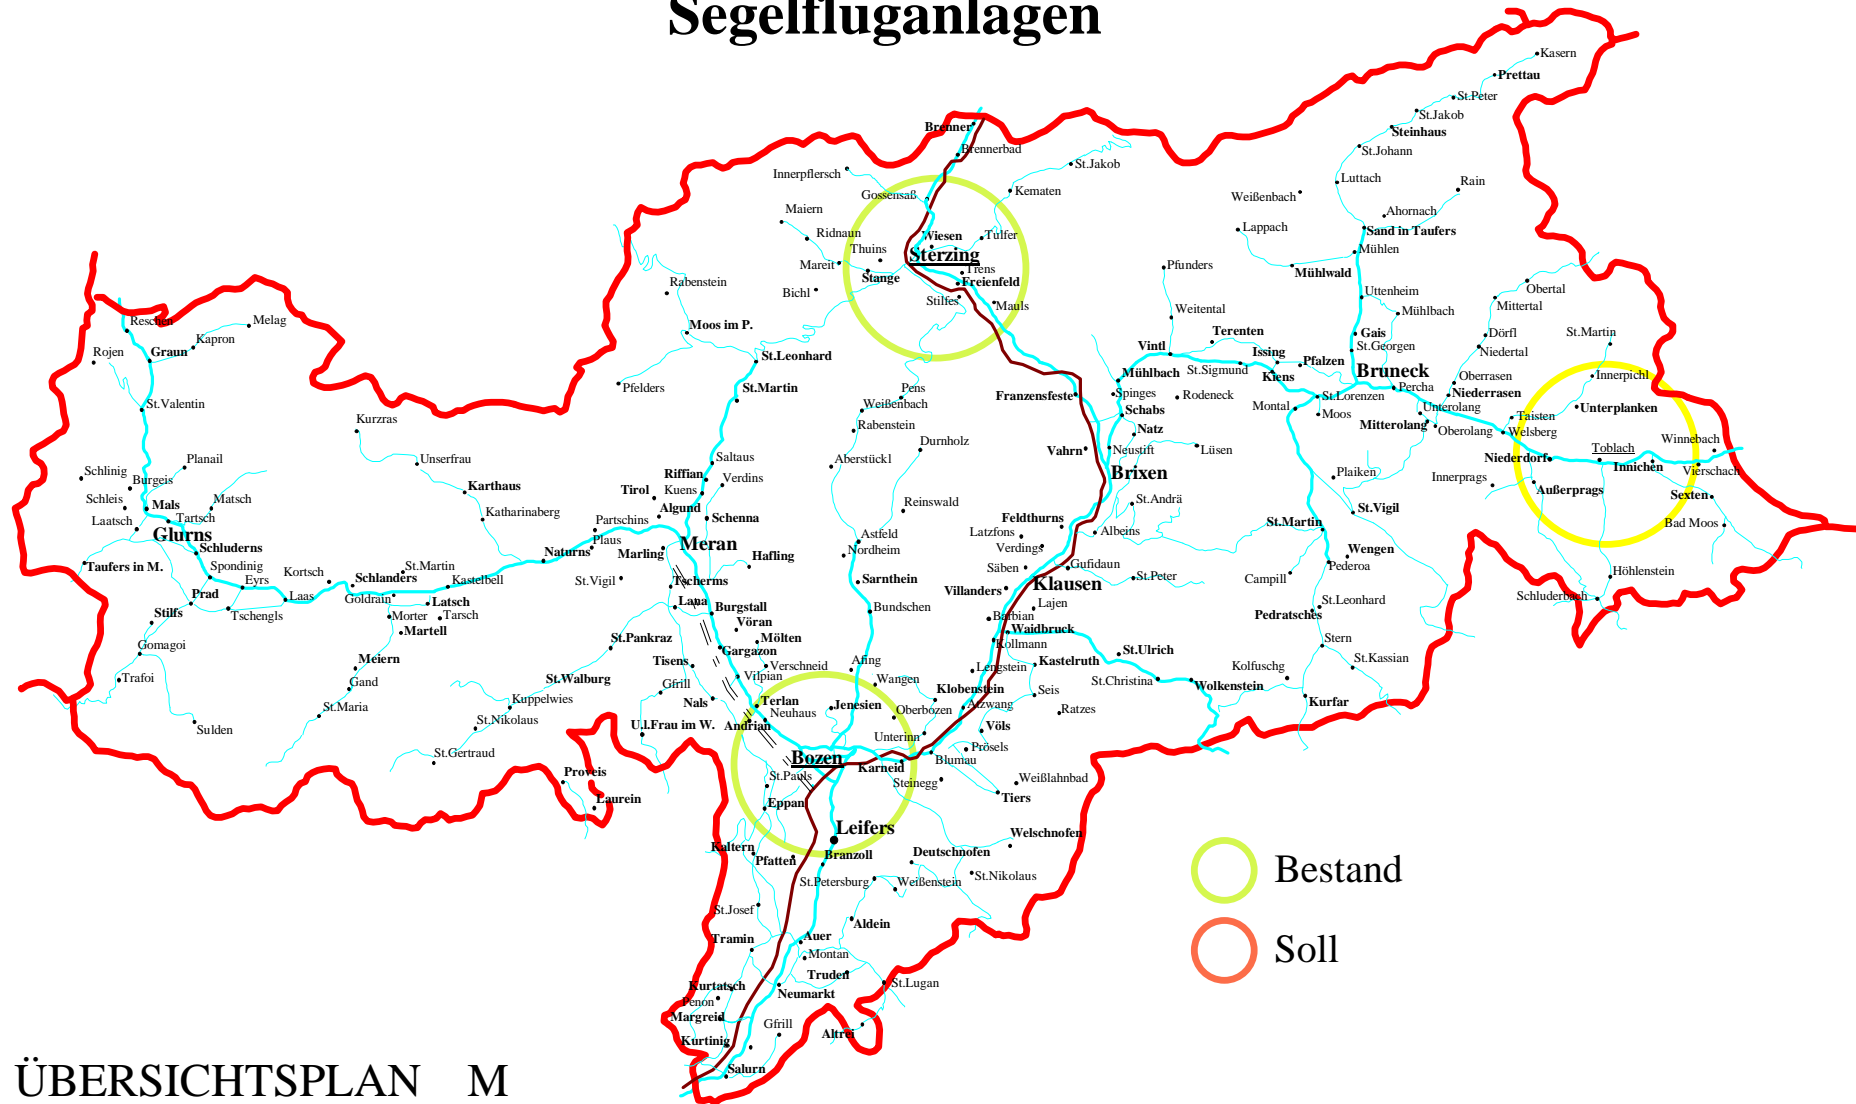 Segelfluganlagen
Kasern
Prettau
St.Peter
St.Jakob
Steinhaus
St.Johann
Luttach
Rain
Weißenbach
Ahornach
Lappach
Sand in Taufers
Mühlen
Mühlwald
Brenner
Brennerbad
St.Jakob
Innerpflersch
Gossensaß
Kematen
Maiern
Ridnaun
Wiesen
Tulfer
Thuins
Sterzing
Mareit
Stange
Trens
Freienfeld
Bichl
Stilfes
Mauls
Pfunders
Uttenheim
Obertal
Mittertal
Weitental
Mühlbach
Rabenstein
Moos im P.
Terenten
Gais
Dörfl
St.Martin
Reschen
Melag
Kapron
Rojen
Graun
St.Leonhard
Vintl
Issing
St.Georgen
Niedertal
Pfalzen
St.Sigmund
Kiens
Bruneck
Mühlbach
Oberrasen
Innerpichl
Pfelders
St.Martin
Pens
Franzensfeste
Spinges
Rodeneck
Percha
Niederrasen
St.Lorenzen
St.Valentin
Weißenbach
Schabs
Montal
Moos
Unterolang
Unterplanken
Taisten
Kurzras
Rabenstein
Natz
Mitterolang
Oberolang
Welsberg
Durnholz
Vahrn
Neustift
Lüsen
Toblach
Winnebach
Unserfrau
Saltaus
Aberstückl
Niederdorf
Innichen
Vierschach
Schlinig
Planail
Burgeis
Riffian
Verdins
Brixen
Plaiken
Innerprags
Außerprags
Karthaus
Tirol
Kuens
Sexten
Schleis
Matsch
Mals
Algund
Reinswald
St.Andrä
St.Vigil
Laatsch
Tartsch
Katharinaberg
Partschins
Schenna
Feldthurns
St.Martin
Bad Moos
Glurns
Plaus
Meran
Astfeld
Latzfons
Albeins
Schluderns
Naturns
Marling
Hafling
Nordheim
Verdings
Wengen
Taufers in M.
Spondinig
St.Martin
Säben
Gufidaun
Pederoa
Höhlenstein
Kortsch
Schlanders
Kastelbell
St.Vigil
Tscherms
Sarnthein
Klausen
St.Peter
Campill
Eyrs
Prad
Laas
Goldrain
Latsch
Lana
Villanders
Schluderbach
Stilfs
Tschengls
Morter
Tarsch
Burgstall
Bundschen
Lajen
St.Leonhard
Martell
Vöran
Barbian
Waidbruck
Pedratsches
Gomagoi
St.Pankraz
Mölten
Kollmann
Stern
Meiern
Tisens
Gargazon
Verschneid
Afing
Lengstein
Kastelruth
St.Ulrich
Kolfuschg
St.Kassian
Trafoi
Gand
St.Walburg
Gfrill
Vilpian
Wangen
Klobenstein
Seis
St.Christina
Wolkenstein
St.Maria
Kuppelwies
Nals
Terlan
Jenesien
Oberbozen
Atzwang
Ratzes
Kurfar
Sulden
St.Nikolaus
U.l.Frau im W.
Andrian
Neuhaus
Unterinn
Völs
St.Gertraud
Bozen
Prösels
Blumau
Proveis
St.Pauls
Karneid
Steinegg
Weißlahnbad
Laurein
Eppan
Tiers
Leifers
Welschnofen
Kaltern
Pfatten
Branzoll
Deutschnofen
Bestand
St.Petersburg
Weißenstein
St.Nikolaus
St.Josef
Aldein
Tramin
Auer
Soll
Montan
Truden
Kurtatsch
Neumarkt
St.Lugan
Penon
Margreid
Gfrill
Altrei
Kurtinig
Salurn
ÜBERSICHTSPLAN M